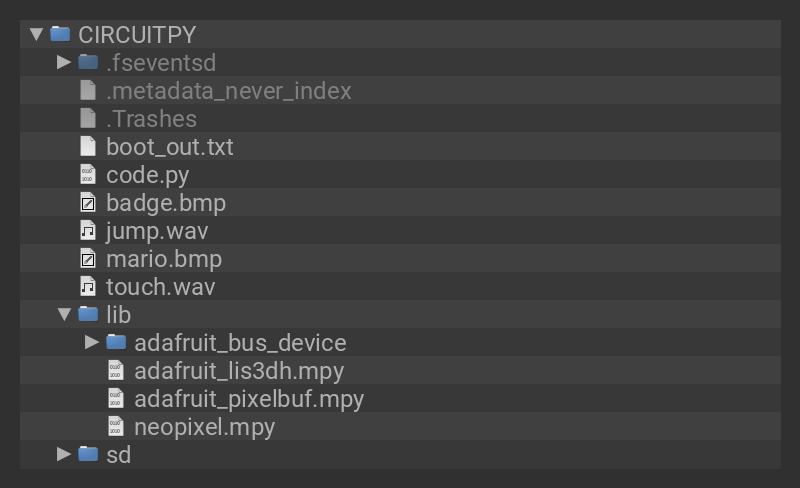 CIRCUITPY
.fseventsd
.metadata_never_index
.Trashes
boot_out.txt
code.py
badge.bmp
jump.wav
mario.bmp
touch.wav
lib
adafruit_bus_device
adafruit_lis3dh.mpy
adafruit_pixelbuf.mpy
neopixel.mpy
sd